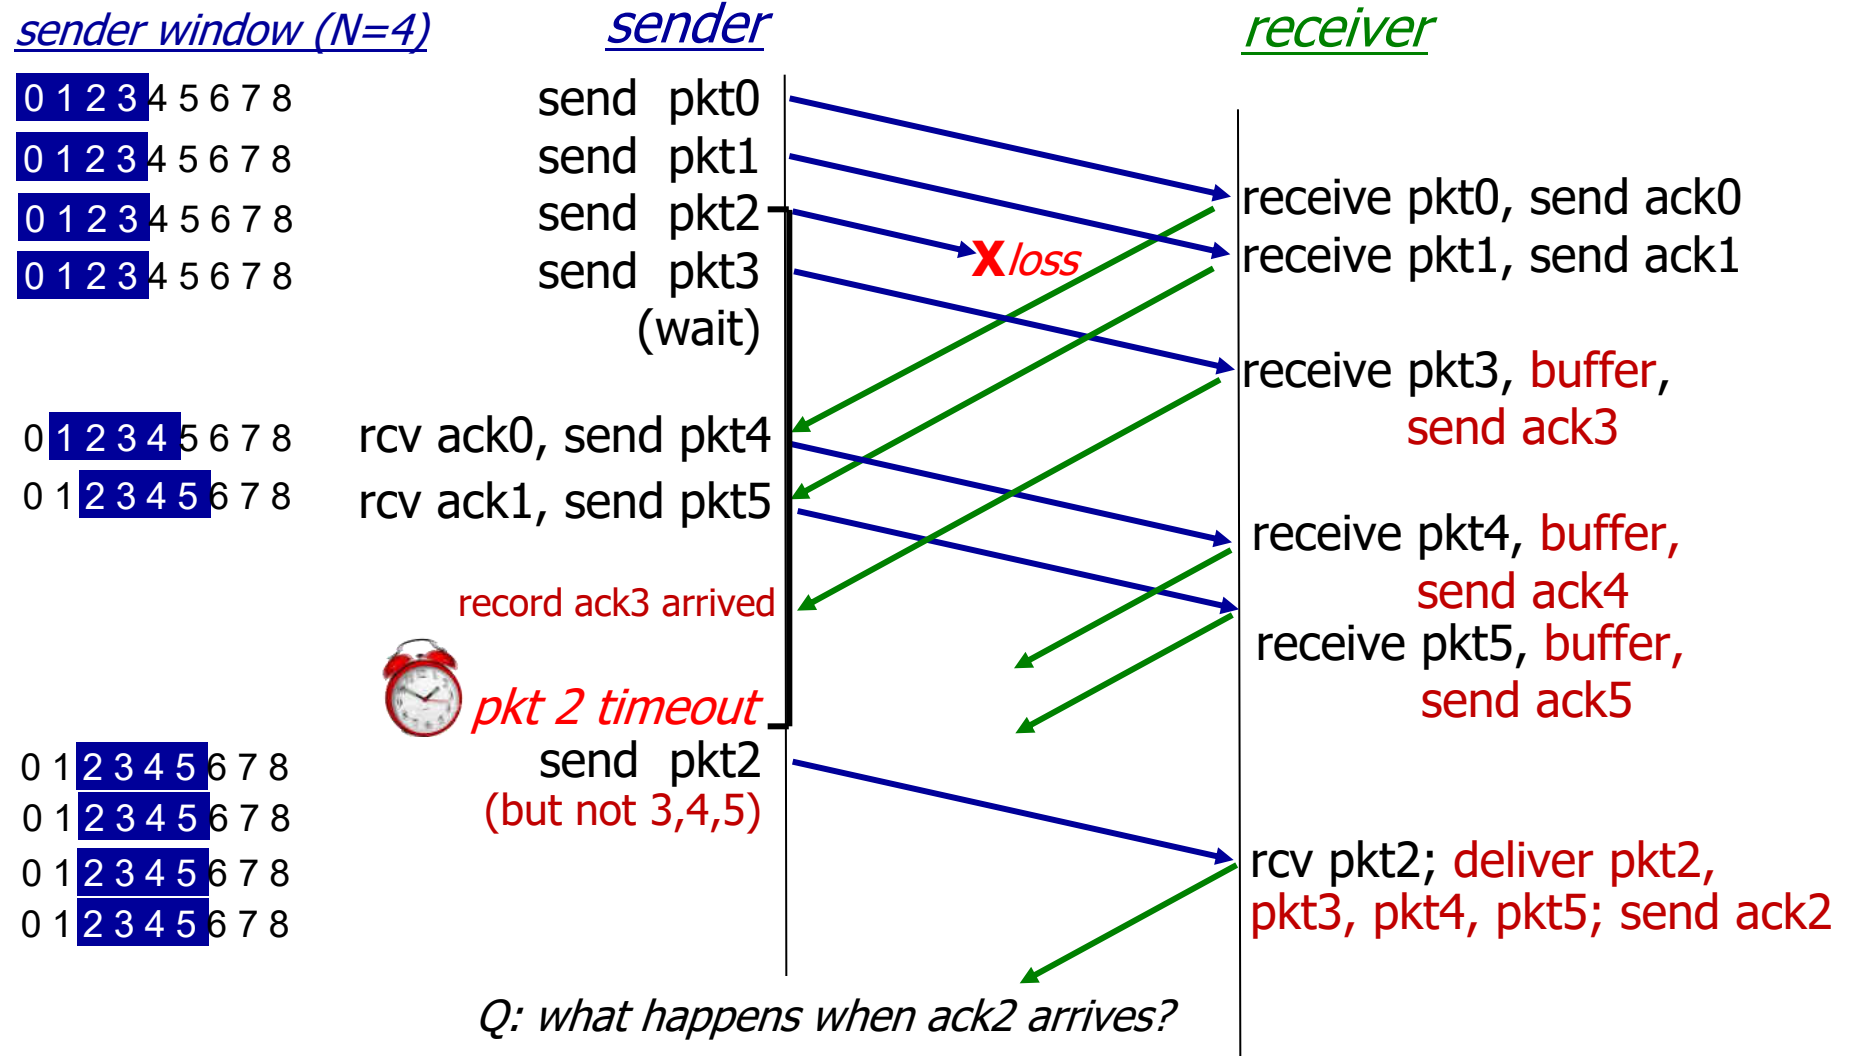 sender window (N=4)
sender
receiver
0 1 2 3 4 5 6 7 8
send pkt0
0 1 2 3 4 5 6 7 8
send pkt1
receive pkt0, send ack0
0 1 2 3 4 5 6 7 8
send pkt2
X loss
receive pkt1, send ack1
0 1 2 3 4 5 6 7 8
send pkt3
(wait)
receive pkt3, buffer,
send ack3
0 1 2 3 4 5 6 7 8
rcv ack0, send pkt4
0 1 2 3 4 5 6 7 8
rcv ack1, send pkt5
receive pkt4, buffer,
send ack4
record ack3 arrived
receive pkt5, buffer,
send ack5
pkt 2 timeout
0 1 2 3 4 5 6 7 8
send pkt2
0 1 2 3 4 5 6 7 8
(but not 3,4,5)
0 1 2 3 4 5 6 7 8
rcv pkt2; deliver pkt2,
0 1 2 3 4 5 6 7 8
pkt3, pkt4, pkt5; send ack2
Q: what happens when ack2 arrives?